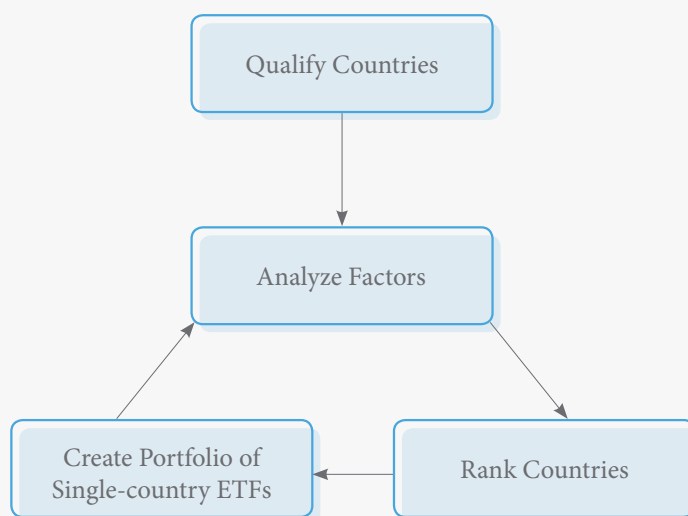 Qualify Countries
Analyze Factors
Create Portfolio of
Single-country ETFs
Rank Countries